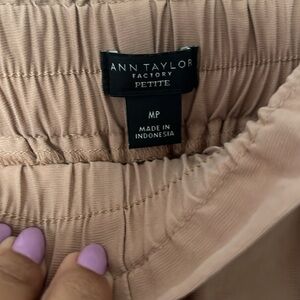 ANN TAYLOR
FACTORY
PETITE
MP
MADE IN
INDONESIA